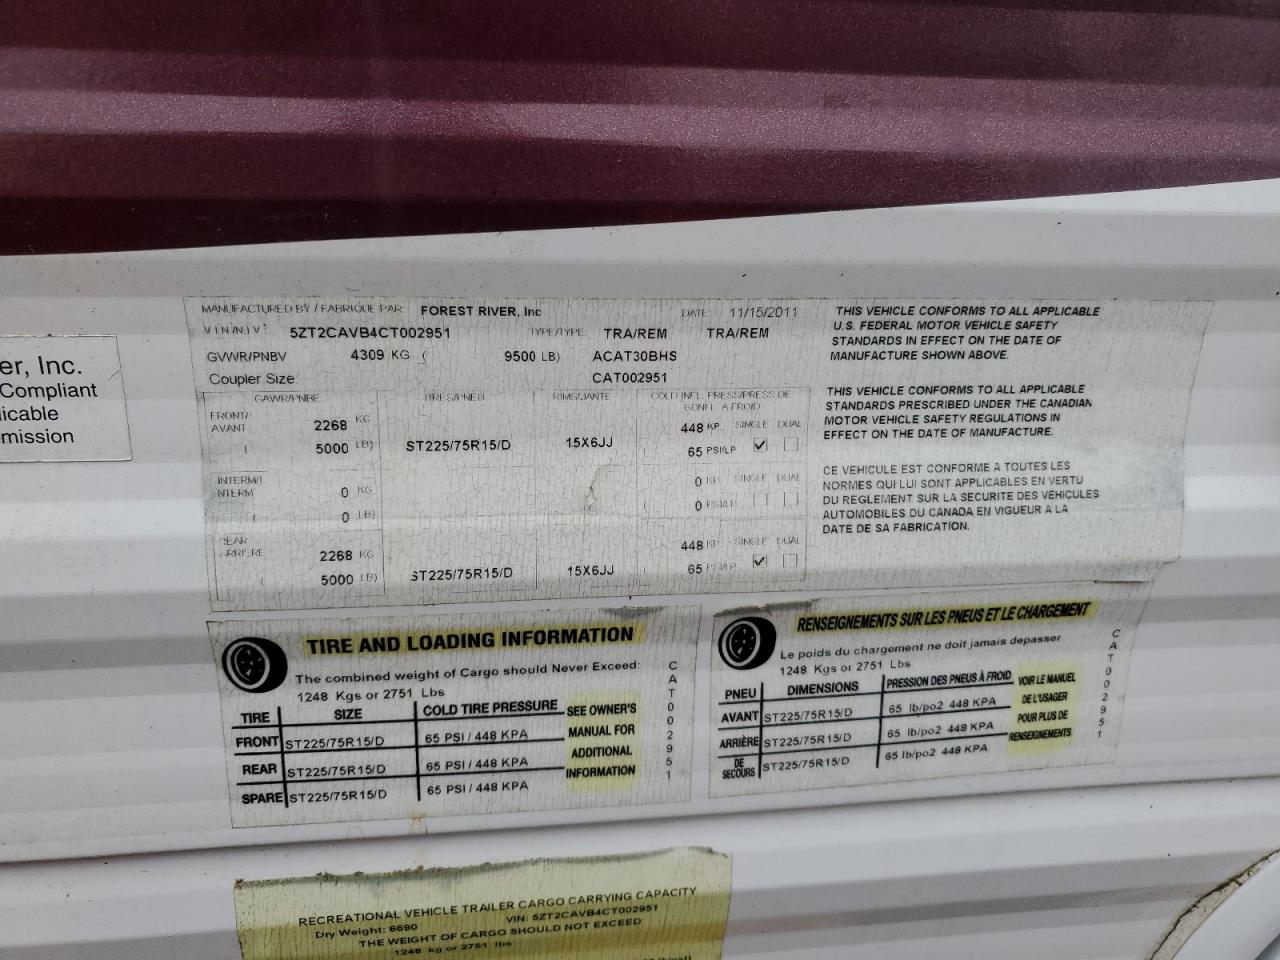 er, Inc.
Compliant
licable
mission
MANUFACTURED BY / FABRIQUE PAR: FOREST RIVER, Inc DATE 11/15/2011
VIN/NIV: 5ZT2CAVB4CT002951 TYPE/TYPE: TRA/REM TRA/REM
GVWR/PNBV 4309 KG ( 9500 LB) ACAT30BHS
Coupler Size: CAT002951
GAWR/PNBE TIRES/PNEU RIMS/JANTE COLD INFL. PRESS/PRESS DE
GONFL. A FROID
FRONT/ 2268 KG 448 KP SINGLE DUAL
AVANT
( 5000 LB) ST225/75R15/D 15X6JJ ( 65 PSI/LP
INTERM/I 0 KG 0 KP SINGLE DUAL
INTERM
( 0 LB) ( 0 PSI/LP
REAR 2268 KG 448 KP SINGLE DUAL
ARRIERE
( 5000 LB) ST225/75R15/D 15X6JJ ( 65 PSI/LP
THIS VEHICLE CONFORMS TO ALL APPLICABLE
U.S. FEDERAL MOTOR VEHICLE SAFETY
STANDARDS IN EFFECT ON THE DATE OF
MANUFACTURE SHOWN ABOVE.
THIS VEHICLE CONFORMS TO ALL APPLICABLE
STANDARDS PRESCRIBED UNDER THE CANADIAN
MOTOR VEHICLE SAFETY REGULATIONS IN
EFFECT ON THE DATE OF MANUFACTURE.
CE VEHICULE EST CONFORME A TOUTES LES
NORMES QUI LUI SONT APPLICABLES EN VERTU
DU REGLEMENT SUR LA SECURITE DES VEHICULES
AUTOMOBILES DU CANADA EN VIGUEUR A LA
DATE DE SA FABRICATION.
TIRE AND LOADING INFORMATION
The combined weight of Cargo should Never Exceed:
1248 Kgs or 2751 Lbs
TIRE SIZE COLD TIRE PRESSURE
FRONT ST225/75R15/D 65 PSI / 448 KPA
REAR ST225/75R15/D 65 PSI / 448 KPA
SPARE ST225/75R15/D 65 PSI / 448 KPA
SEE OWNER'S
MANUAL FOR
ADDITIONAL
INFORMATION
CAT002951
RENSEIGNEMENTS SUR LES PNEUS ET LE CHARGEMENT
Le poids du chargement ne doit jamais depasser
1248 Kgs or 2751 Lbs
PNEU DIMENSIONS PRESSION DES PNEUS À FROID
AVANT ST225/75R15/D 65 lb/po2 448 KPA
ARRIÈRE ST225/75R15/D 65 lb/po2 448 KPA
DE SECOURS ST225/75R15/D 65 lb/po2 448 KPA
VOIR LE MANUEL
DE L'USAGER
POUR PLUS DE
RENSEIGNEMENTS
CAT002951
RECREATIONAL VEHICLE TRAILER CARGO CARRYING CAPACITY
Dry Weight: 6690 VIN: 5ZT2CAVB4CT002951
THE WEIGHT OF CARGO SHOULD NOT EXCEED
1248 kg or 2751 lbs